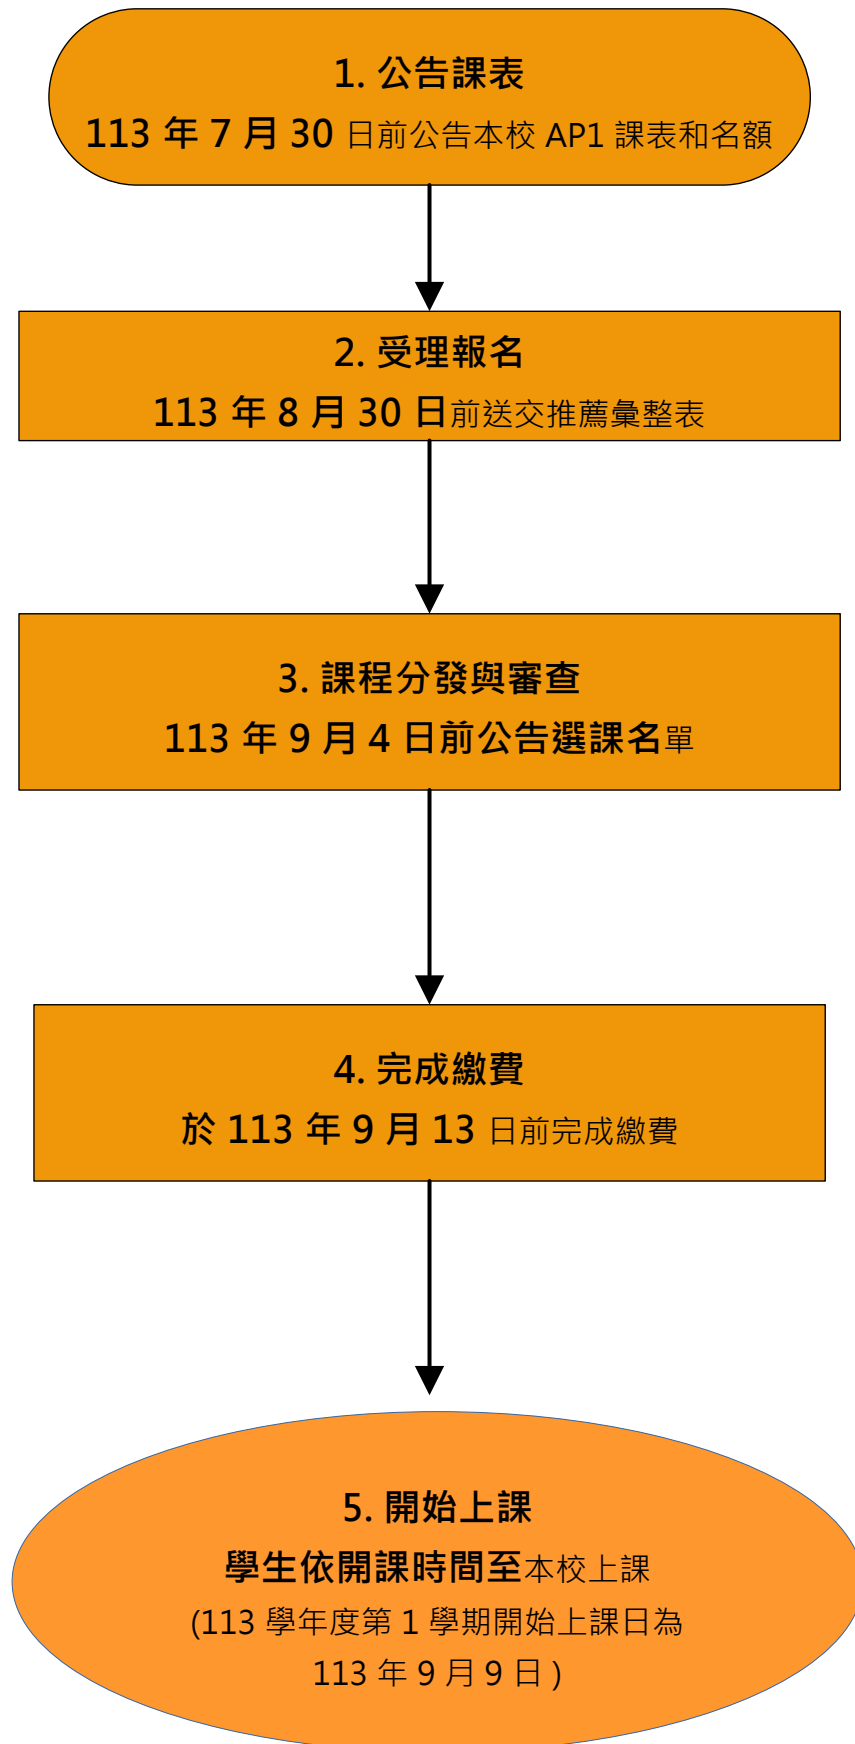 1. 公告課表
113 年 7 月 30 日前公告本校 AP1 課表和名額
2. 受理報名
113 年 8 月 30 日前送交推薦彙整表
3. 課程分發與審查
113 年 9 月 4 日前公告選課名單
4. 完成繳費
於 113 年 9 月 13 日前完成繳費
5. 開始上課
學生依開課時間至本校上課
(113 學年度第 1 學期開始上課日為
113 年 9 月 9 日 )